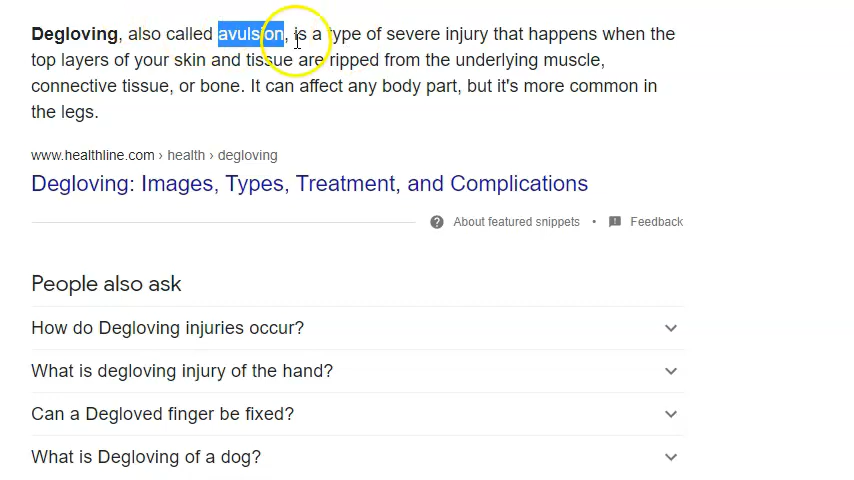 Degloving, also called avulsion, is a type of severe injury that happens when the
top layers of your skin and tissue are ripped from the underlying muscle,
connective tissue, or bone. It can affect any body part, but it's more common in
the legs.
www.healthline.com › health › degloving
Degloving: Images, Types, Treatment, and Complications
About featured snippets • Feedback
People also ask
How do Degloving injuries occur?
What is degloving injury of the hand?
Can a Degloved finger be fixed?
What is Degloving of a dog?